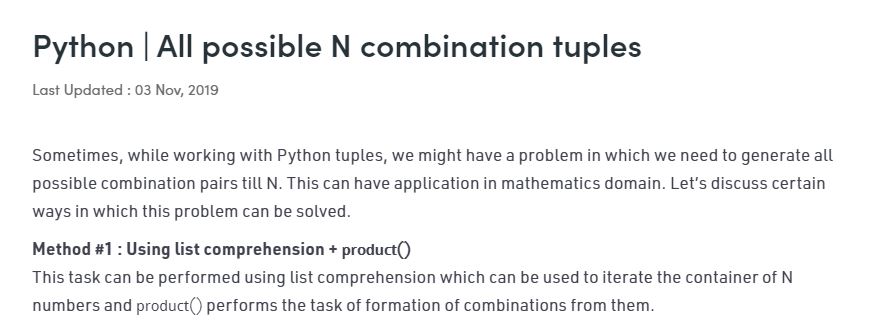 Python | All possible N combination tuples
Last Updated : 03 Nov, 2019
Sometimes, while working with Python tuples, we might have a problem in which we need to generate all
possible combination pairs till N. This can have application in mathematics domain. Let’s discuss certain
ways in which this problem can be solved.
Method #1 : Using list comprehension + product()
This task can be performed using list comprehension which can be used to iterate the container of N
numbers and product() performs the task of formation of combinations from them.